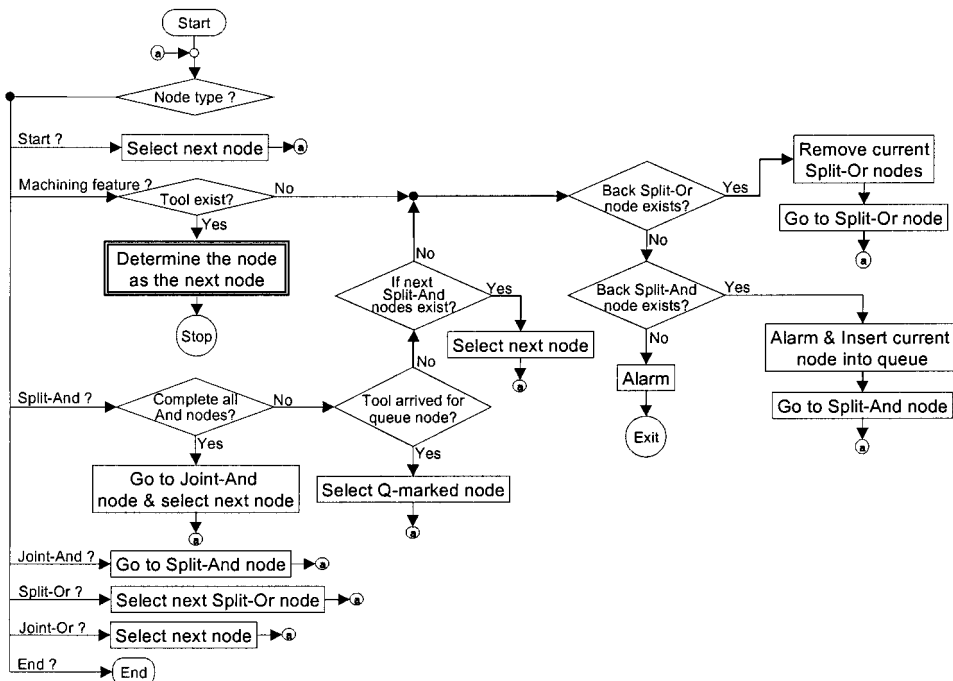 Start
a
Node type ?
Start ?
Select next node
a
Machining feature ?
Tool exist?
No
Yes
Determine the node
as the next node
Stop
Back Split-Or
node exists?
Yes
Remove current
Split-Or nodes
Go to Split-Or node
a
No
Back Split-And
node exists?
Yes
Alarm & Insert current
node into queue
Go to Split-And node
a
No
Alarm
Exit
No
If next
Split-And
nodes exist?
Yes
Select next node
a
No
Split-And ?
Complete all
And nodes?
No
Tool arrived for
queue node?
Yes
Go to Joint-And
node & select next node
a
Yes
Select Q-marked node
a
Joint-And ?
Go to Split-And node
a
Split-Or ?
Select next Split-Or node
a
Joint-Or ?
Select next node
a
End ?
End